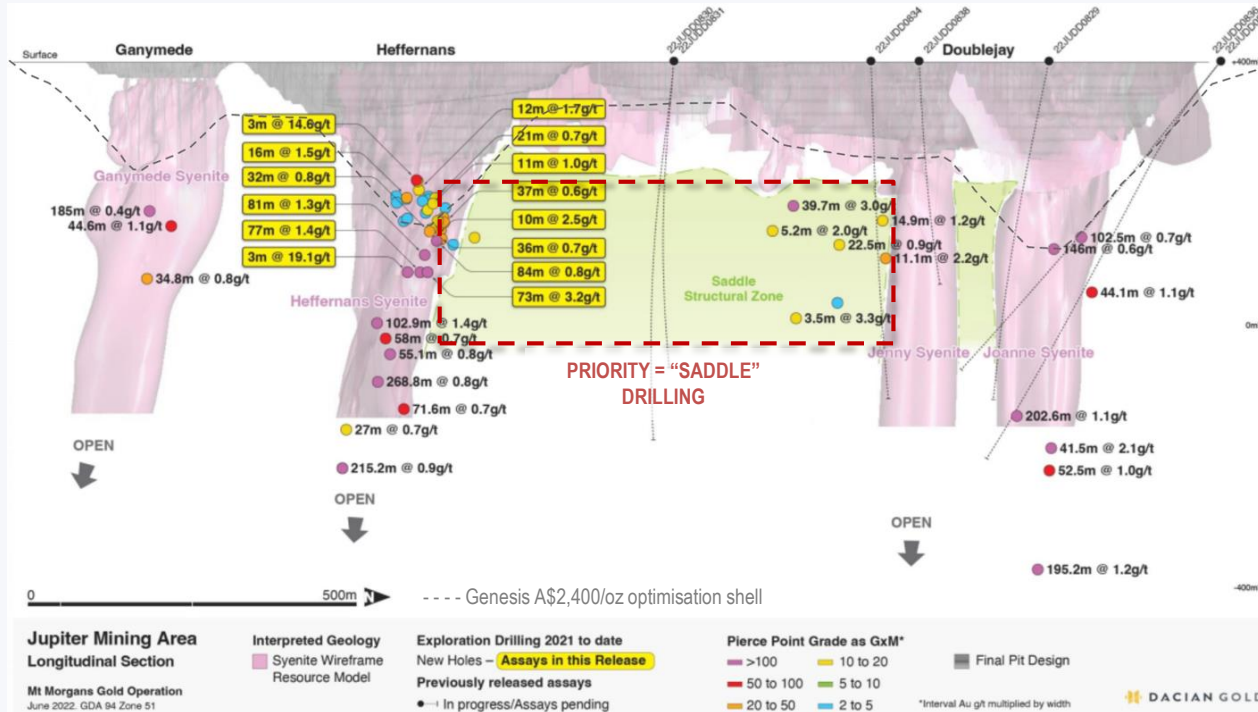 22JUDD0830
22JUDD0831
22JUDD0834
22JUDD0838
22JUDD0829
Surface
Ganymede
Heffernans
Doublejay
+400m
3m @ 14.6g/t
16m @ 1.5g/t
32m @ 0.8g/t
81m @ 1.3g/t
77m @ 1.4g/t
3m @ 19.1g/t
12m @ 1.7g/t
21m @ 0.7g/t
11m @ 1.0g/t
37m @ 0.6g/t
10m @ 2.5g/t
36m @ 0.7g/t
84m @ 0.8g/t
73m @ 3.2g/t
Ganymede Syenite
185m @ 0.4g/t
44.6m @ 1.1g/t
34.8m @ 0.8g/t
Heffernans Syenite
102.9m @ 1.4g/t
58m @ 0.7g/t
55.1m @ 0.8g/t
268.8m @ 0.8g/t
71.6m @ 0.7g/t
27m @ 0.7g/t
215.2m @ 0.9g/t
39.7m @ 3.0g/t
5.2m @ 2.0g/t
14.9m @ 1.2g/t
22.5m @ 0.9g/t
11.1m @ 2.2g/t
Saddle
Structural Zone
3.5m @ 3.3g/t
102.5m @ 0.7g/t
146m @ 0.6g/t
44.1m @ 1.1g/t
0m
Jenny Syenite
Joanne Syenite
PRIORITY = “SADDLE”
DRILLING
202.6m @ 1.1g/t
41.5m @ 2.1g/t
52.5m @ 1.0g/t
195.2m @ 1.2g/t
OPEN
OPEN
OPEN
-400m
0
500m
N
- - - - Genesis A$2,400/oz optimisation shell
Jupiter Mining Area
Longitudinal Section
Mt Morgans Gold Operation
June 2022. GDA 94 Zone 51
Interpreted Geology
Syenite Wireframe
Resource Model
Exploration Drilling 2021 to date
New Holes – Assays in this Release
Previously released assays
In progress/Assays pending
Pierce Point Grade as GxM*
>100
50 to 100
20 to 50
10 to 20
5 to 10
2 to 5
Final Pit Design
*Interval Au g/t multiplied by width
DACIAN GOLD